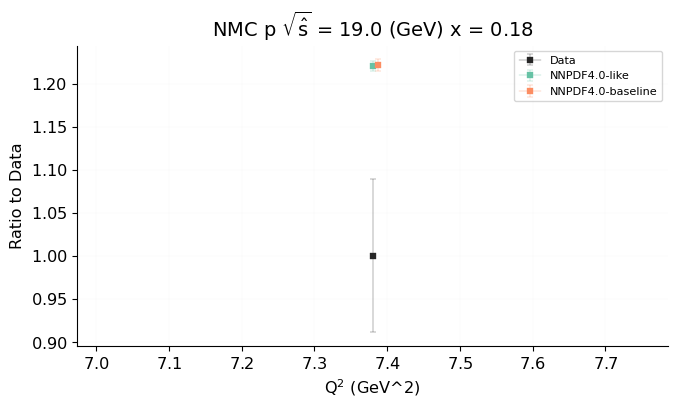 NMC p √ŝ = 19.0 (GeV) x = 0.18
Data
NNPDF4.0-like
NNPDF4.0-baseline
Ratio to Data
1.20
1.15
1.10
1.05
1.00
0.95
0.90
7.0 7.1 7.2 7.3 7.4 7.5 7.6 7.7
Q² (GeV^2)